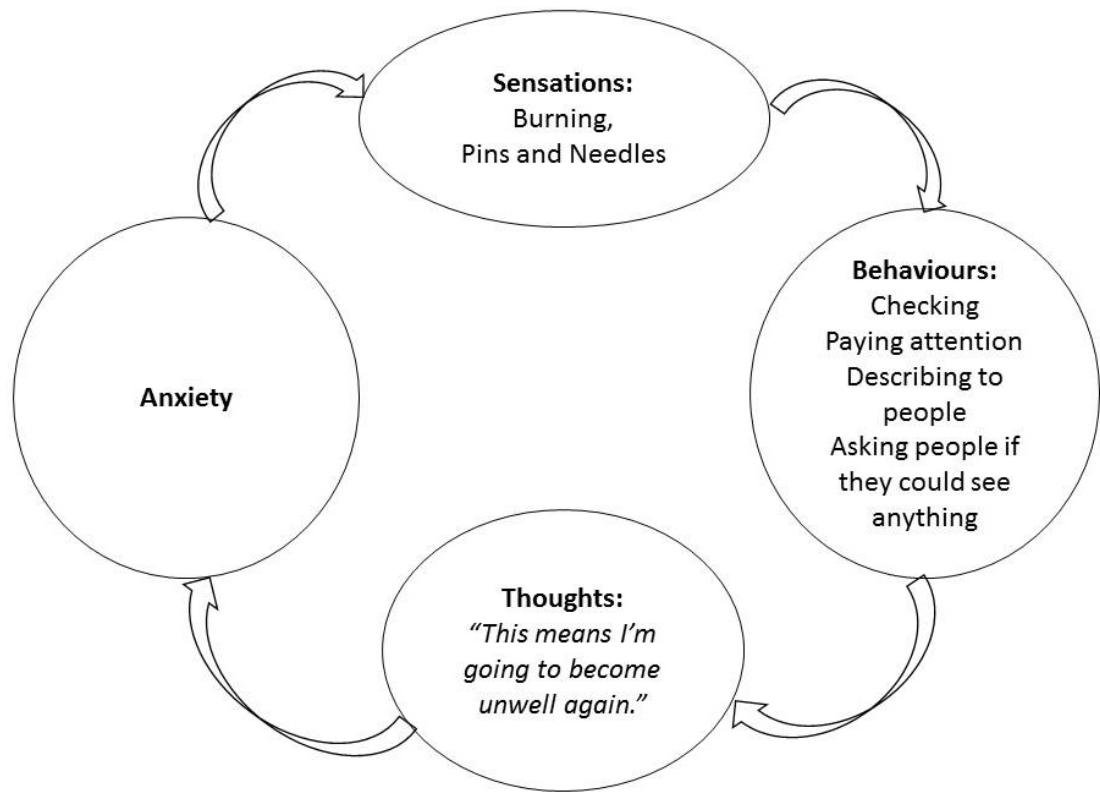 Sensations:
Burning,
Pins and Needles
Behaviours:
Checking
Paying attention
Describing to
people
Asking people if
they could see
anything
Anxiety
Thoughts:
“This means I’m
going to become
unwell again.”